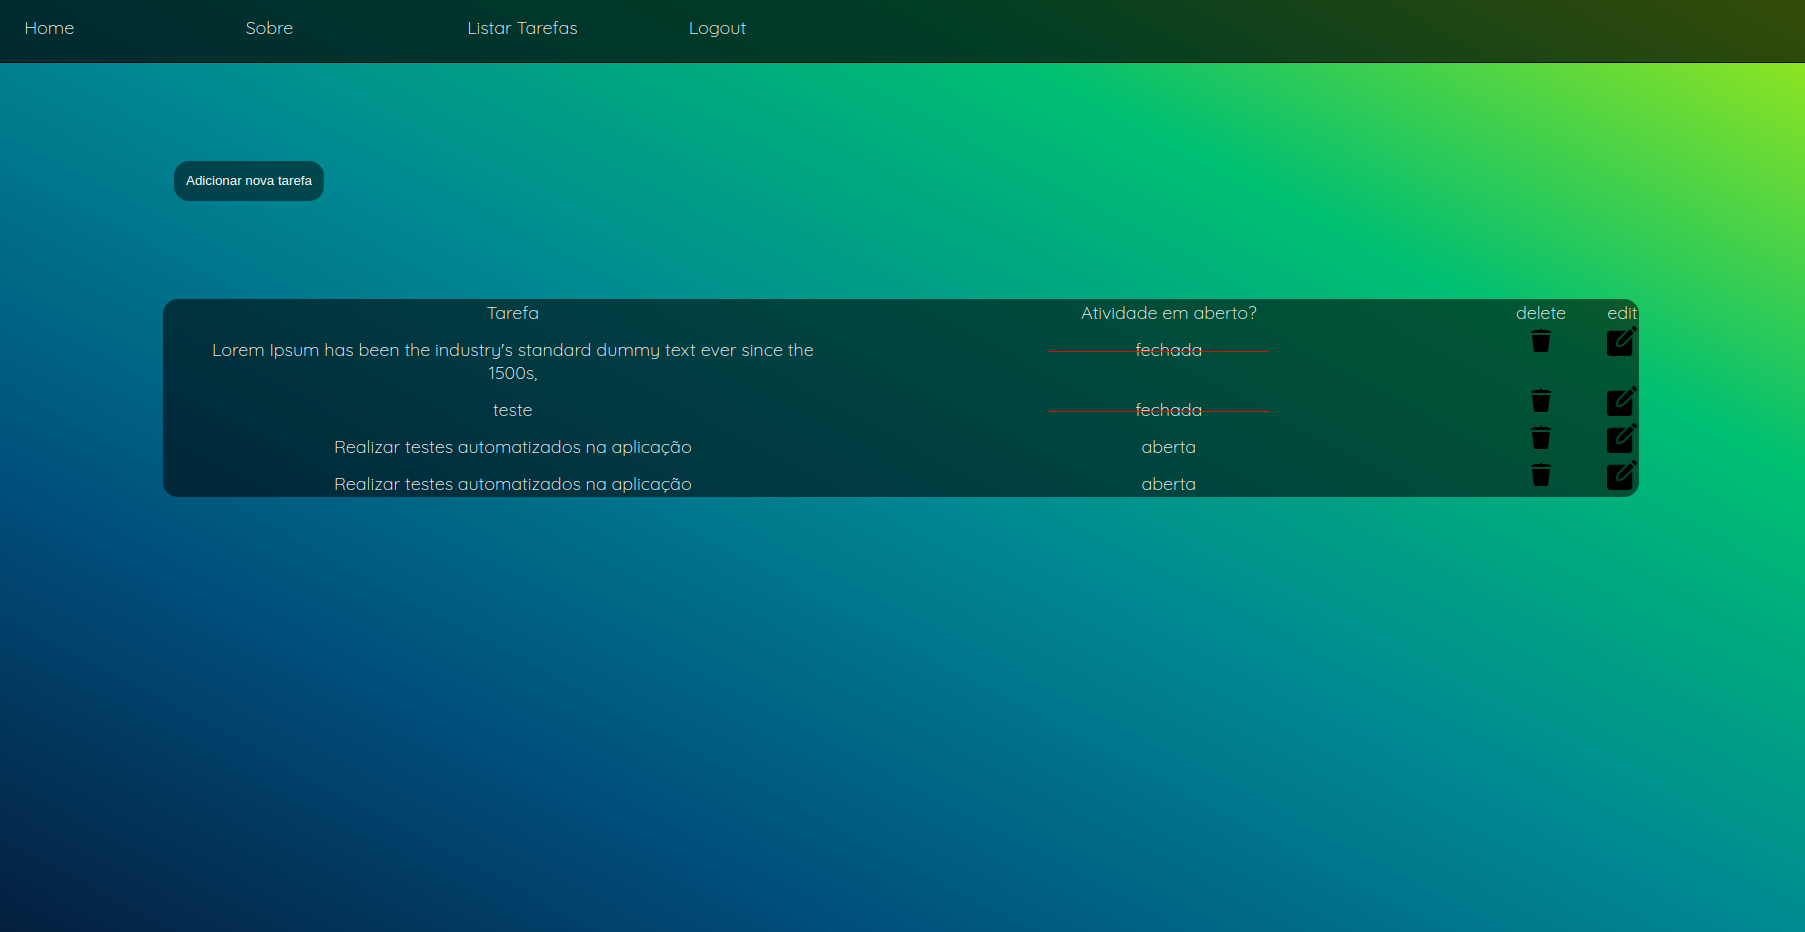 Home Sobre Listar Tarefas Logout
Adicionar nova tarefa
Tarefa Atividade em aberto? delete edit
Lorem Ipsum has been the industry's standard dummy text ever since the fechada
1500s,
teste fechada
Realizar testes automatizados na aplicação aberta
Realizar testes automatizados na aplicação aberta